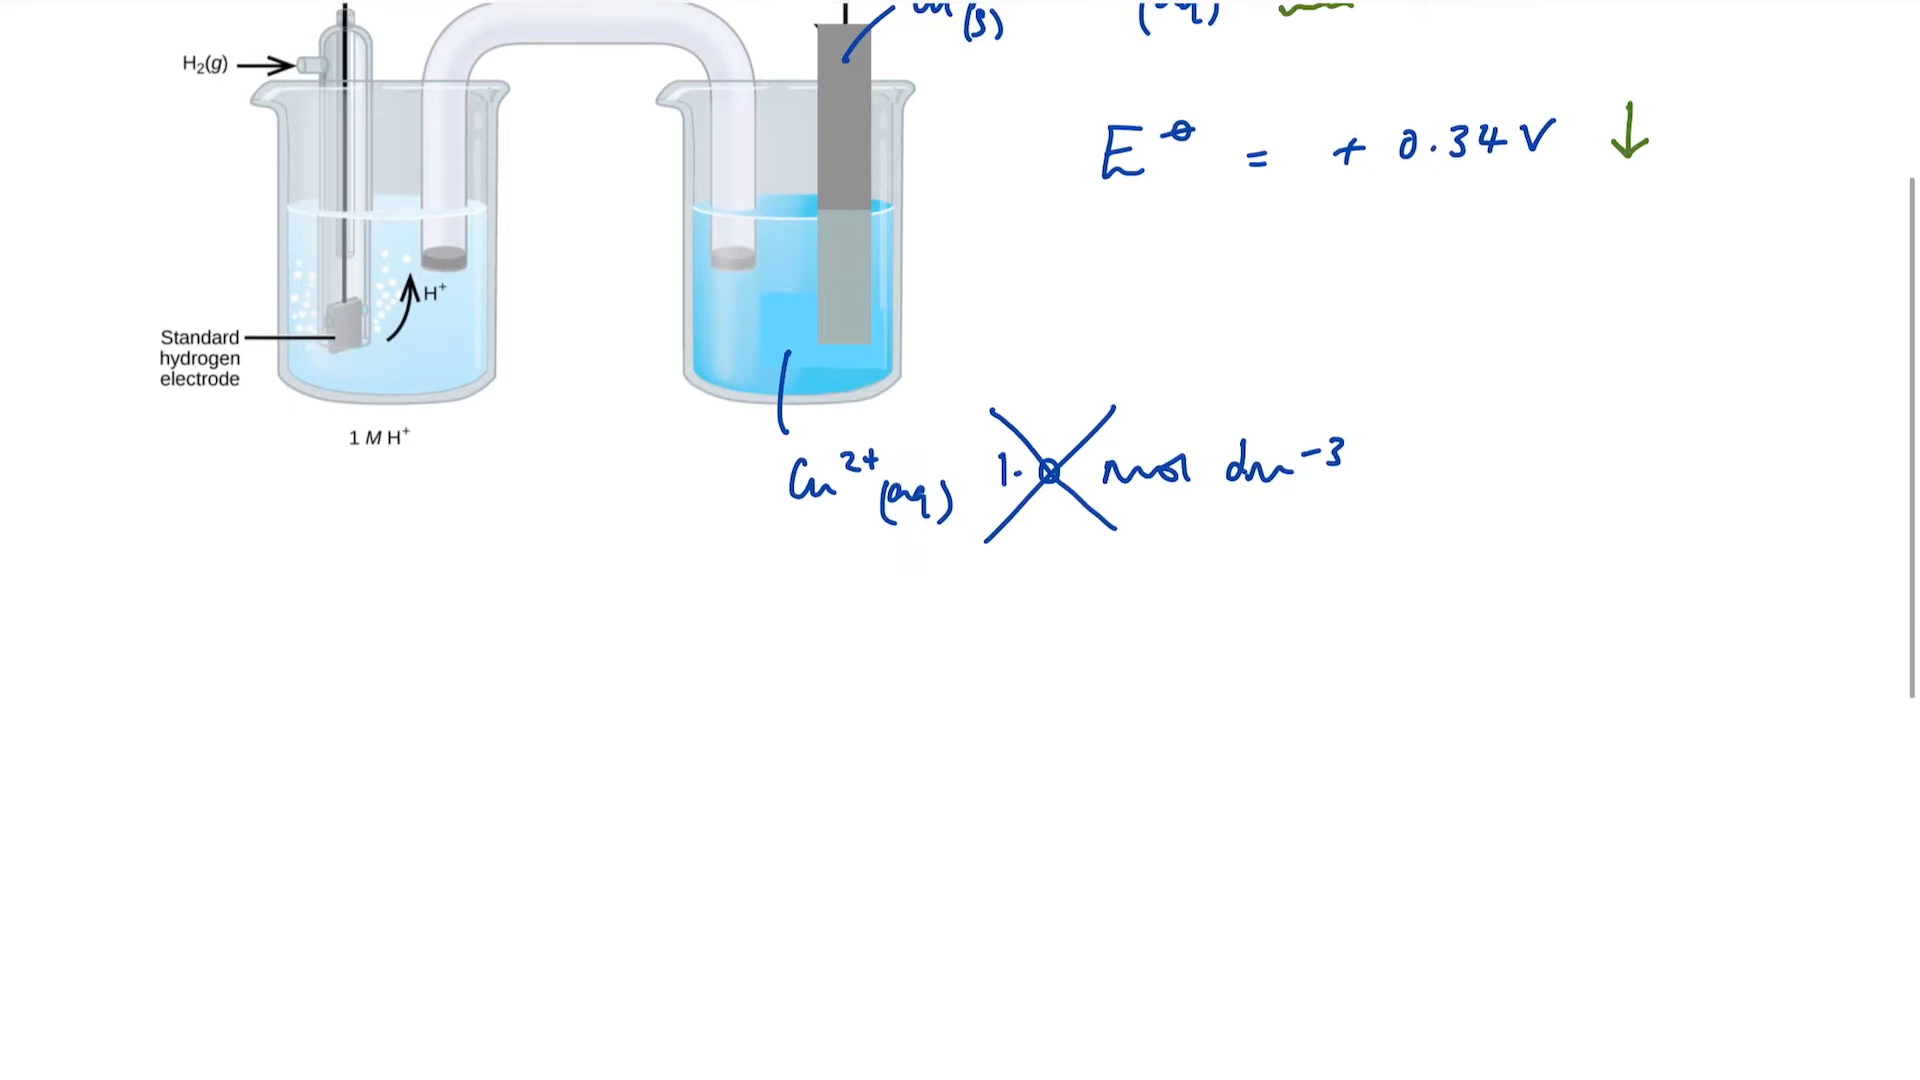 (s)
H₂(g)
E⦵ = + 0.34 V ↓
H⁺
Standard
hydrogen
electrode
1 M H⁺
Cu²⁺(aq) 1.0 mol dm⁻³